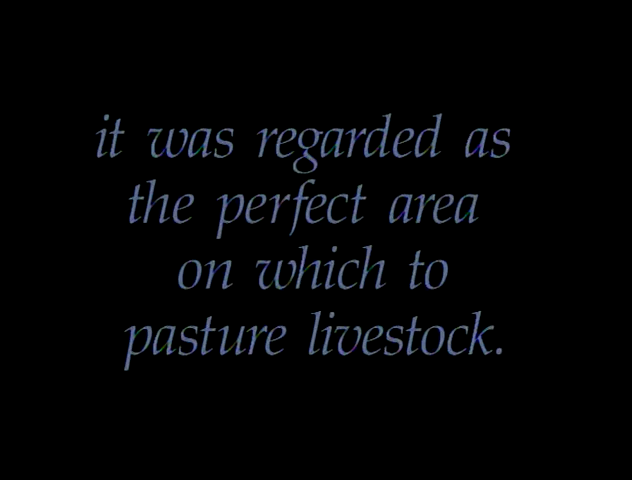 it was regarded as
the perfect area
on which to
pasture livestock.